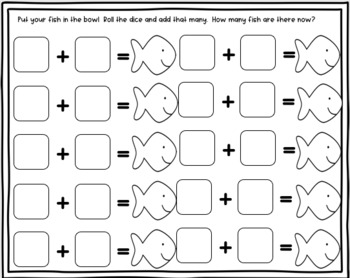 Put your fish in the bowl. Roll the dice and add that many. How many fish are there now?
+ = + =
+ = + =
+ = + =
+ = + =
+ = + =